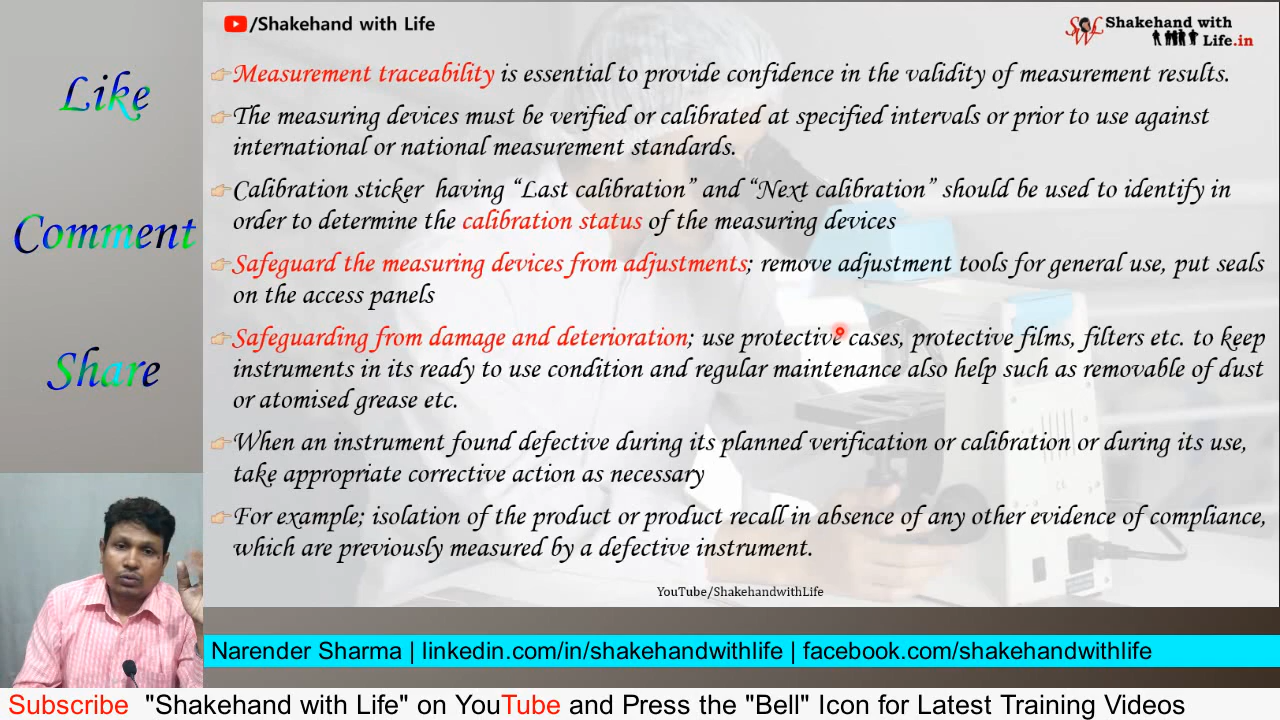 /Shakehand with Life
Shakehand with
Life.in
Like
Comment
Share
Measurement traceability is essential to provide confidence in the validity of measurement results.
The measuring devices must be verified or calibrated at specified intervals or prior to use against
international or national measurement standards.
Calibration sticker having “Last calibration” and “Next calibration” should be used to identify in
order to determine the calibration status of the measuring devices
Safeguard the measuring devices from adjustments; remove adjustment tools for general use, put seals
on the access panels
Safeguarding from damage and deterioration; use protective cases, protective films, filters etc. to keep
instruments in its ready to use condition and regular maintenance also help such as removable of dust
or atomised grease etc.
When an instrument found defective during its planned verification or calibration or during its use,
take appropriate corrective action as necessary
For example; isolation of the product or product recall in absence of any other evidence of compliance,
which are previously measured by a defective instrument.
YouTube/ShakehandwithLife
Narender Sharma | linkedin.com/in/shakehandwithlife | facebook.com/shakehandwithlife
Subscribe "Shakehand with Life" on YouTube and Press the "Bell" Icon for Latest Training Videos